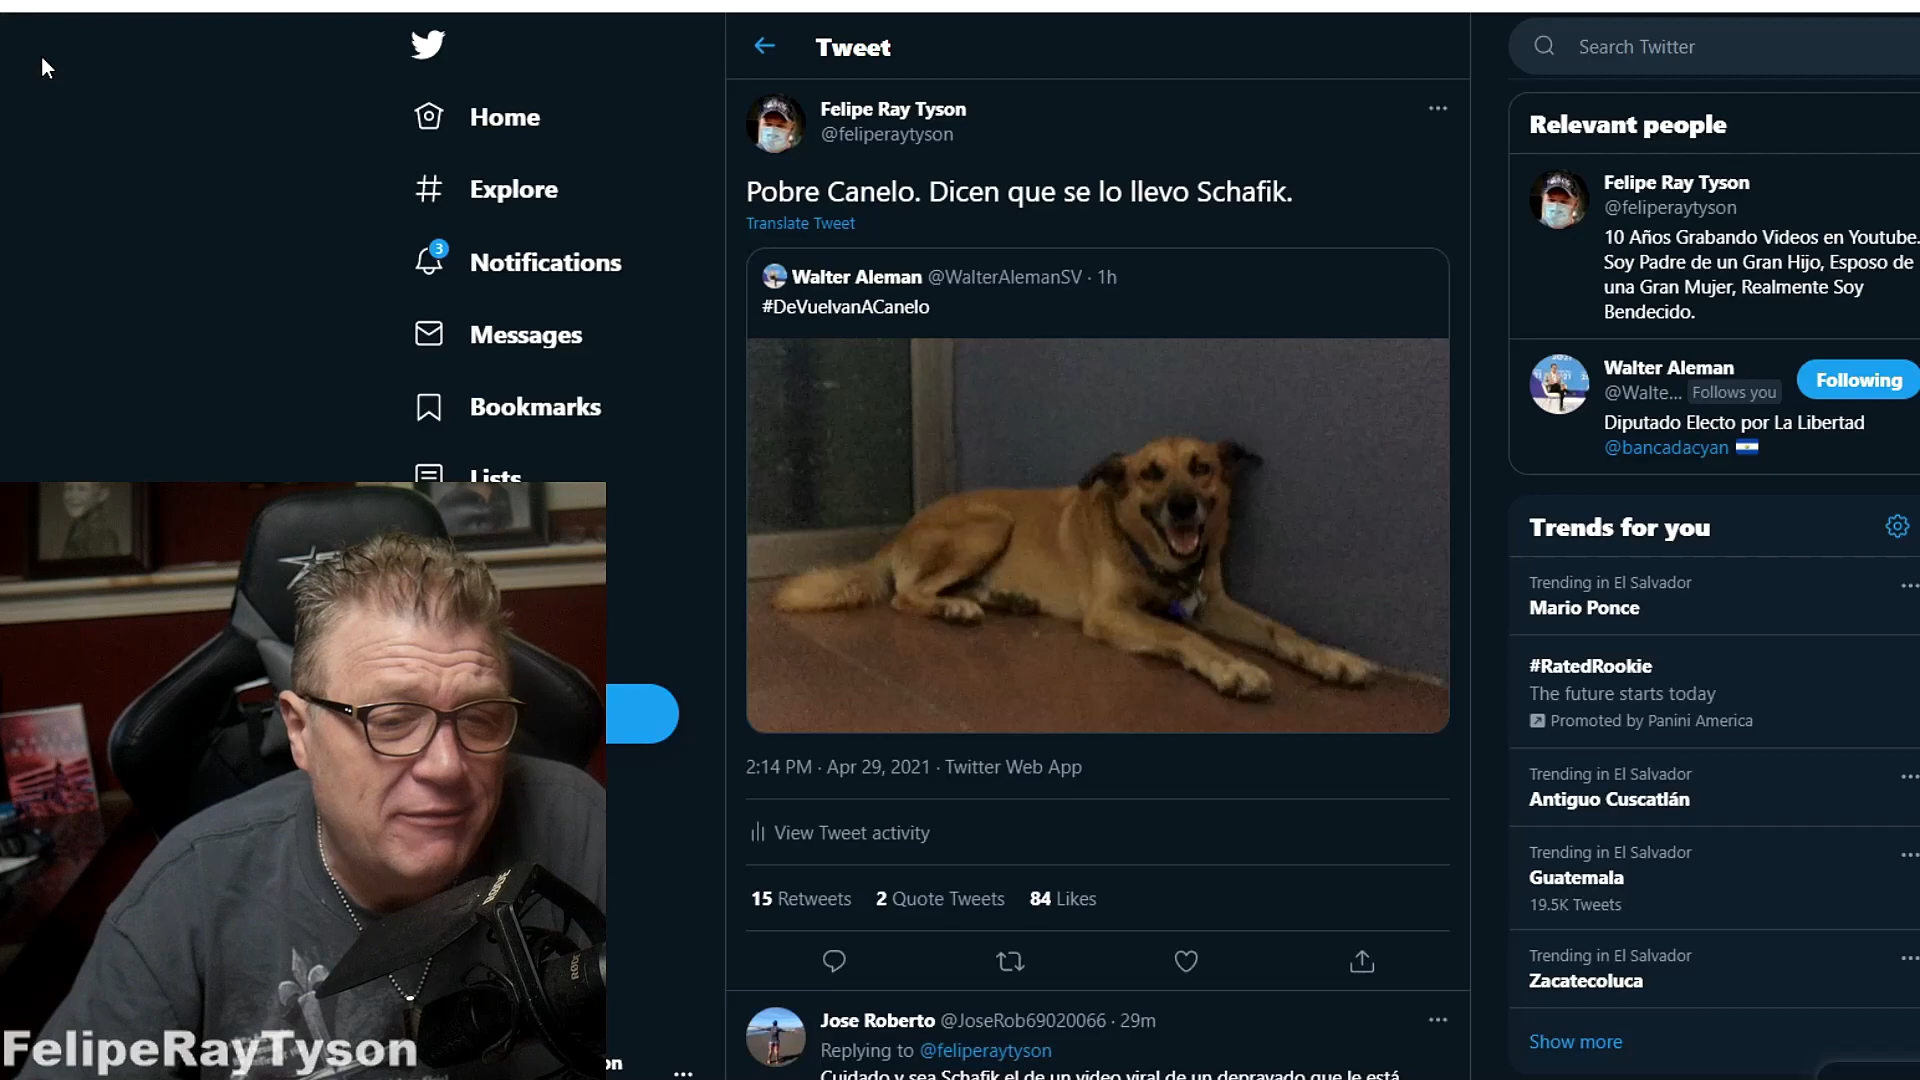 Home
Explore
3
Notifications
Messages
Bookmarks
Lists
Tweet
Felipe Ray Tyson
@feliperaytyson
Pobre Canelo. Dicen que se lo llevo Schafik.
Translate Tweet
Walter Aleman @WalterAlemanSV · 1h
#DeVuelvanACanelo
2:14 PM · Apr 29, 2021 · Twitter Web App
View Tweet activity
15 Retweets 2 Quote Tweets 84 Likes
Jose Roberto @JoseRob69020066 · 29m
Replying to @feliperaytyson
Cuidado y sea Schafik el de un video viral de un depravado que le está
Search Twitter
Relevant people
Felipe Ray Tyson
@feliperaytyson
10 Años Grabando Videos en Youtube.
Soy Padre de un Gran Hijo, Esposo de
una Gran Mujer, Realmente Soy
Bendecido.
Walter Aleman
@Walte... Follows you
Following
Diputado Electo por La Libertad
@bancadacyan
Trends for you
Trending in El Salvador
Mario Ponce
#RatedRookie
The future starts today
Promoted by Panini America
Trending in El Salvador
Antiguo Cuscatlán
Trending in El Salvador
Guatemala
19.5K Tweets
Trending in El Salvador
Zacatecoluca
Show more
RODE
FelipeRayTyson
on